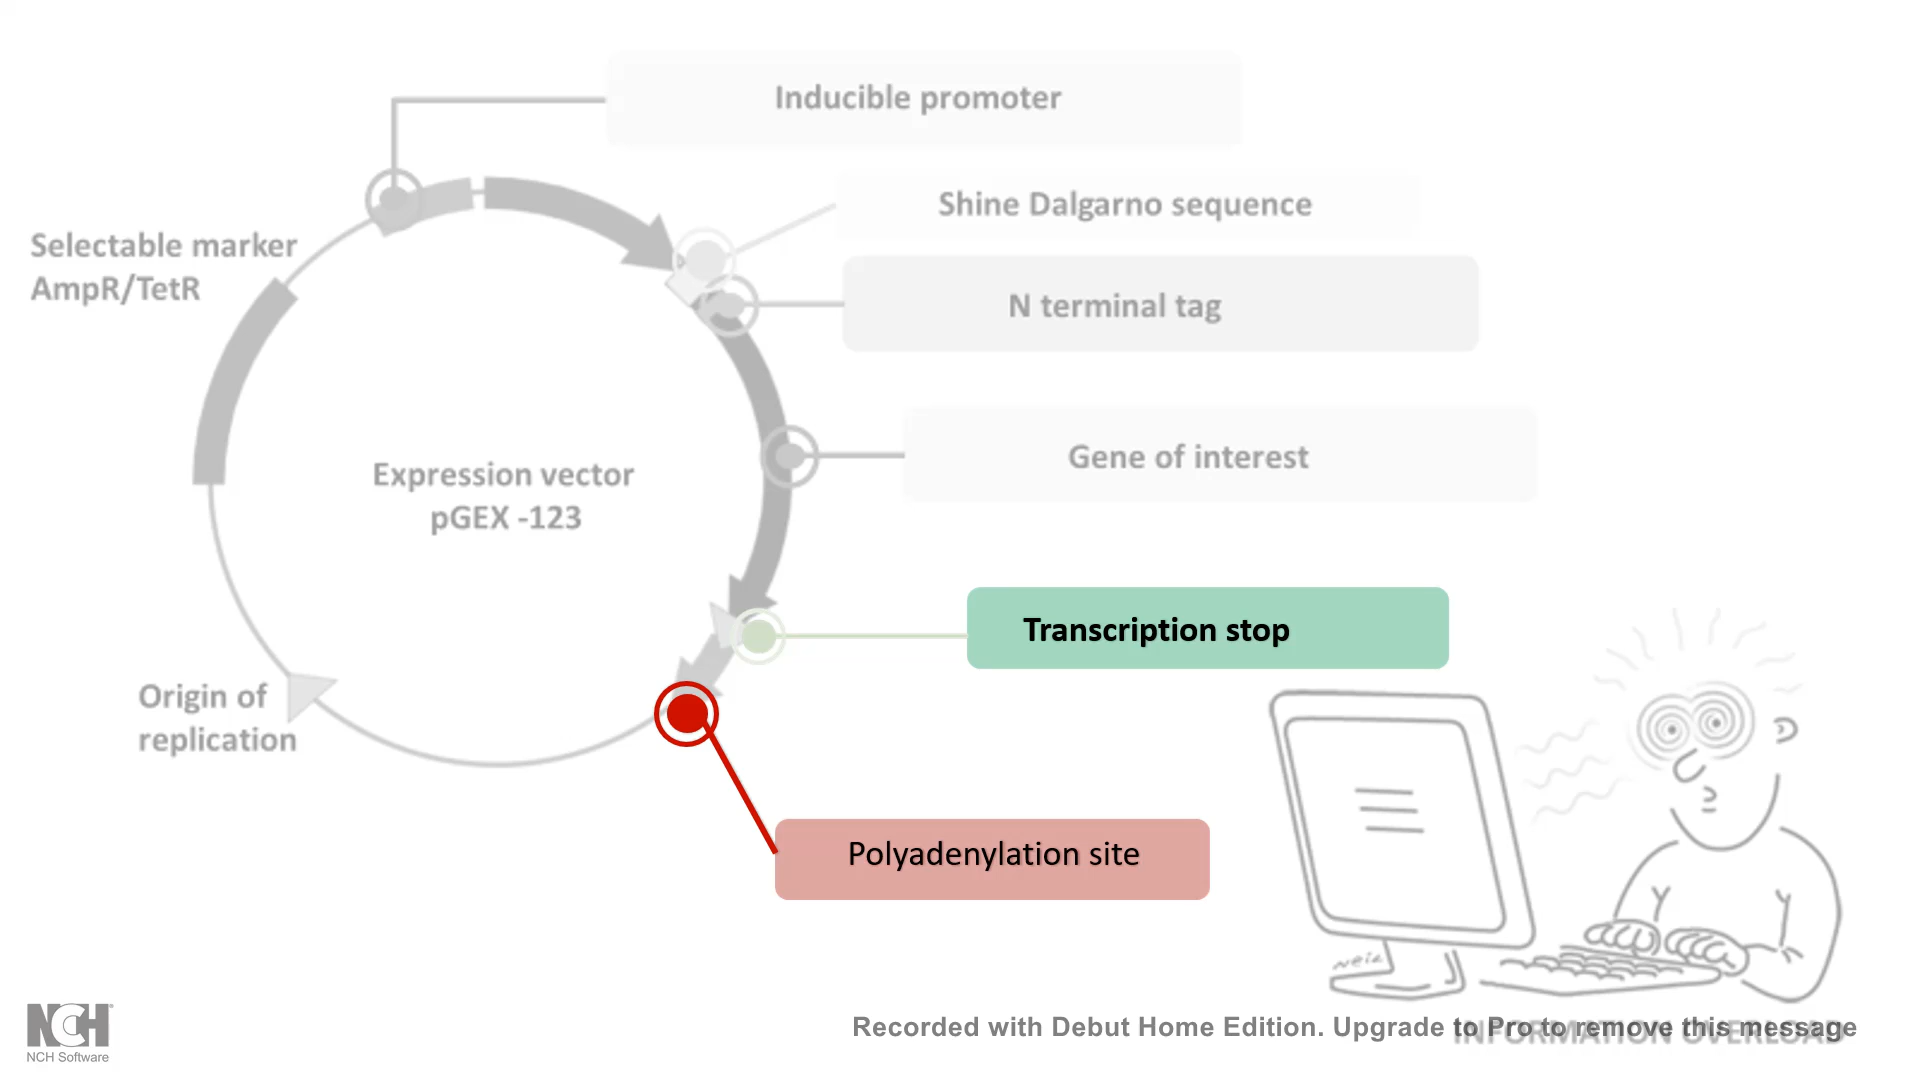 Inducible promoter
Shine Dalgarno sequence
Selectable marker
AmpR/TetR
N terminal tag
Gene of interest
Expression vector
pGEX -123
Transcription stop
Origin of
replication
Polyadenylation site
Neil
NCH
NCH Software
Recorded with Debut Home Edition. Upgrade to Pro to remove this message
INFORMATION OVERLOAD